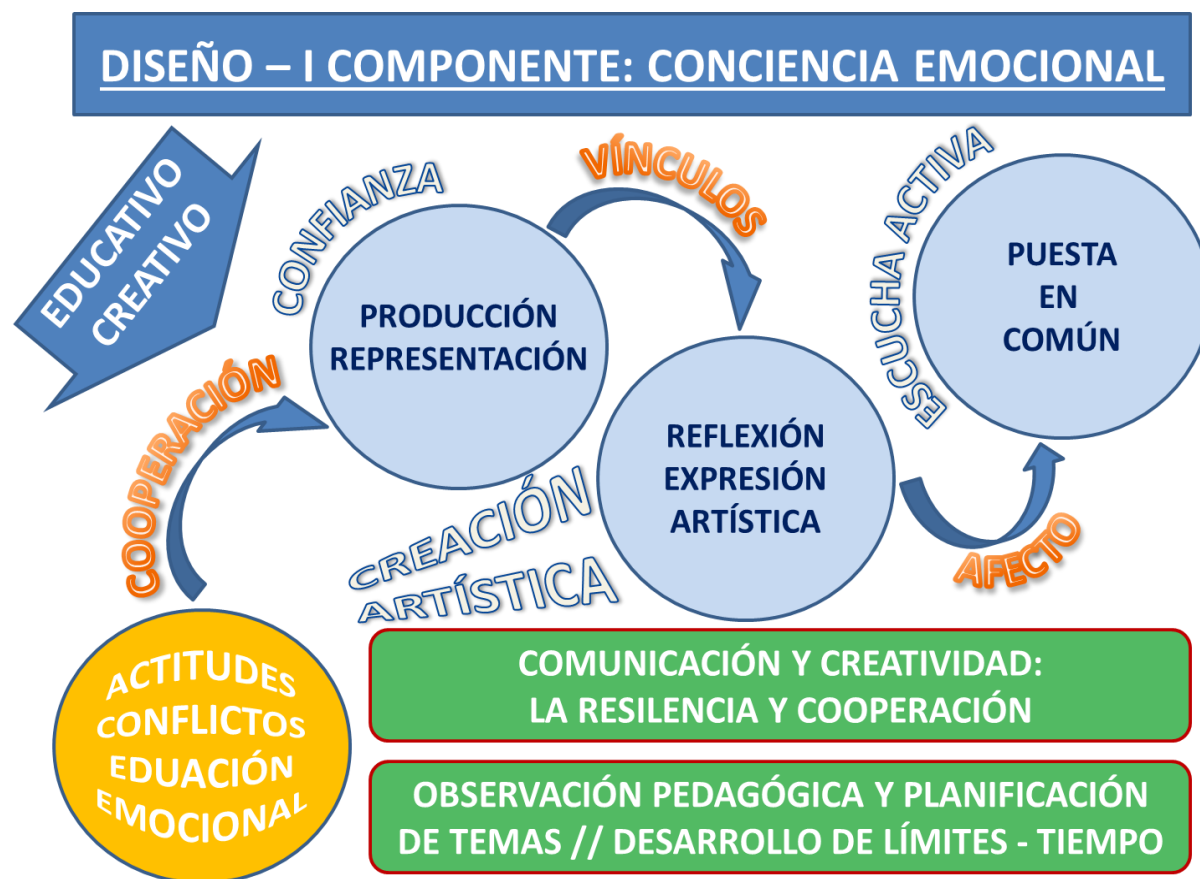 DISEÑO – I COMPONENTE: CONCIENCIA EMOCIONAL
EDUCATIVO
CREATIVO
CONFIANZA
PRODUCCIÓN
REPRESENTACIÓN
VÍNCULOS
ESCUCHA ACTIVA
PUESTA
EN
COMÚN
COOPERACIÓN
REFLEXIÓN
EXPRESIÓN
ARTÍSTICA
CREACIÓN
ARTÍSTICA
AFECTO
ACTITUDES
CONFLICTOS
EDUACIÓN
EMOCIONAL
COMUNICACIÓN Y CREATIVIDAD:
LA RESILENCIA Y COOPERACIÓN
OBSERVACIÓN PEDAGÓGICA Y PLANIFICACIÓN
DE TEMAS // DESARROLLO DE LÍMITES - TIEMPO